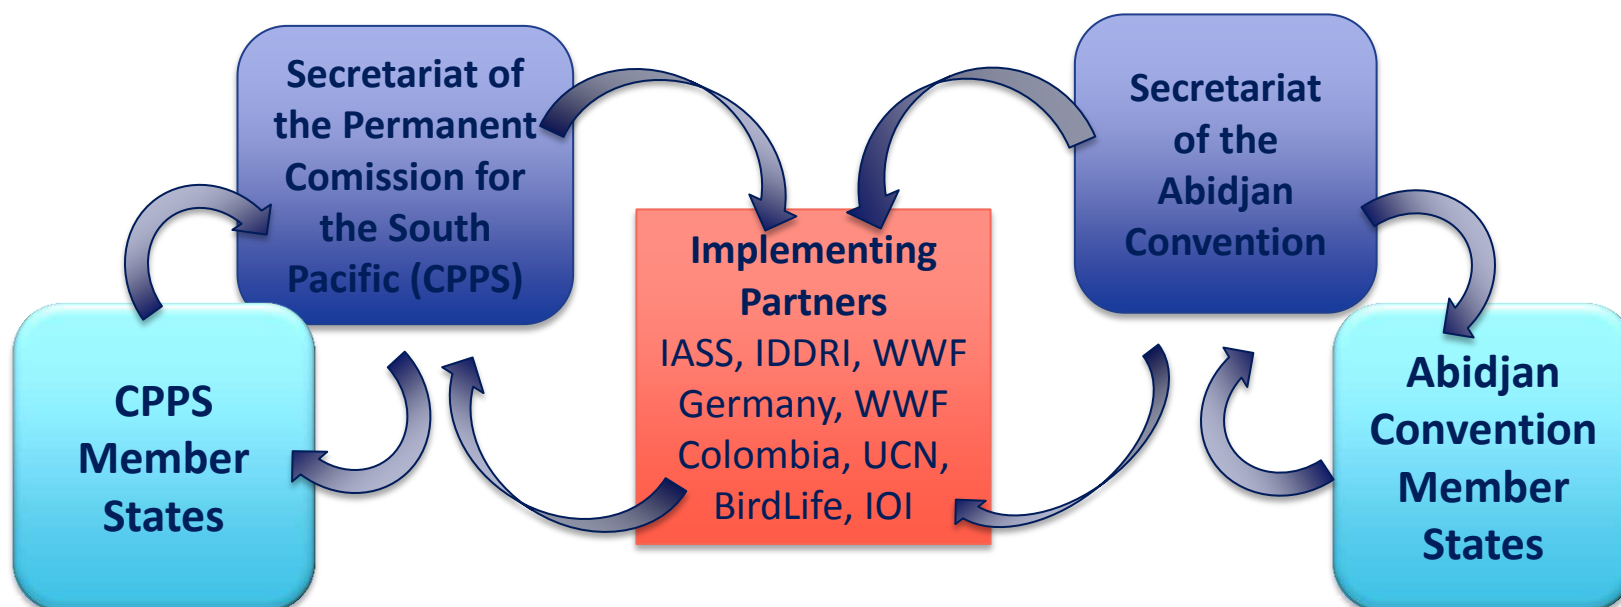 Secretariat of
the Permanent
Comission for
the South
Pacific (CPPS)
CPPS
Member
States
Implementing
Partners
IASS, IDDRI, WWF
Germany, WWF
Colombia, UCN,
BirdLife, IOI
Secretariat
of the
Abidjan
Convention
Abidjan
Convention
Member
States